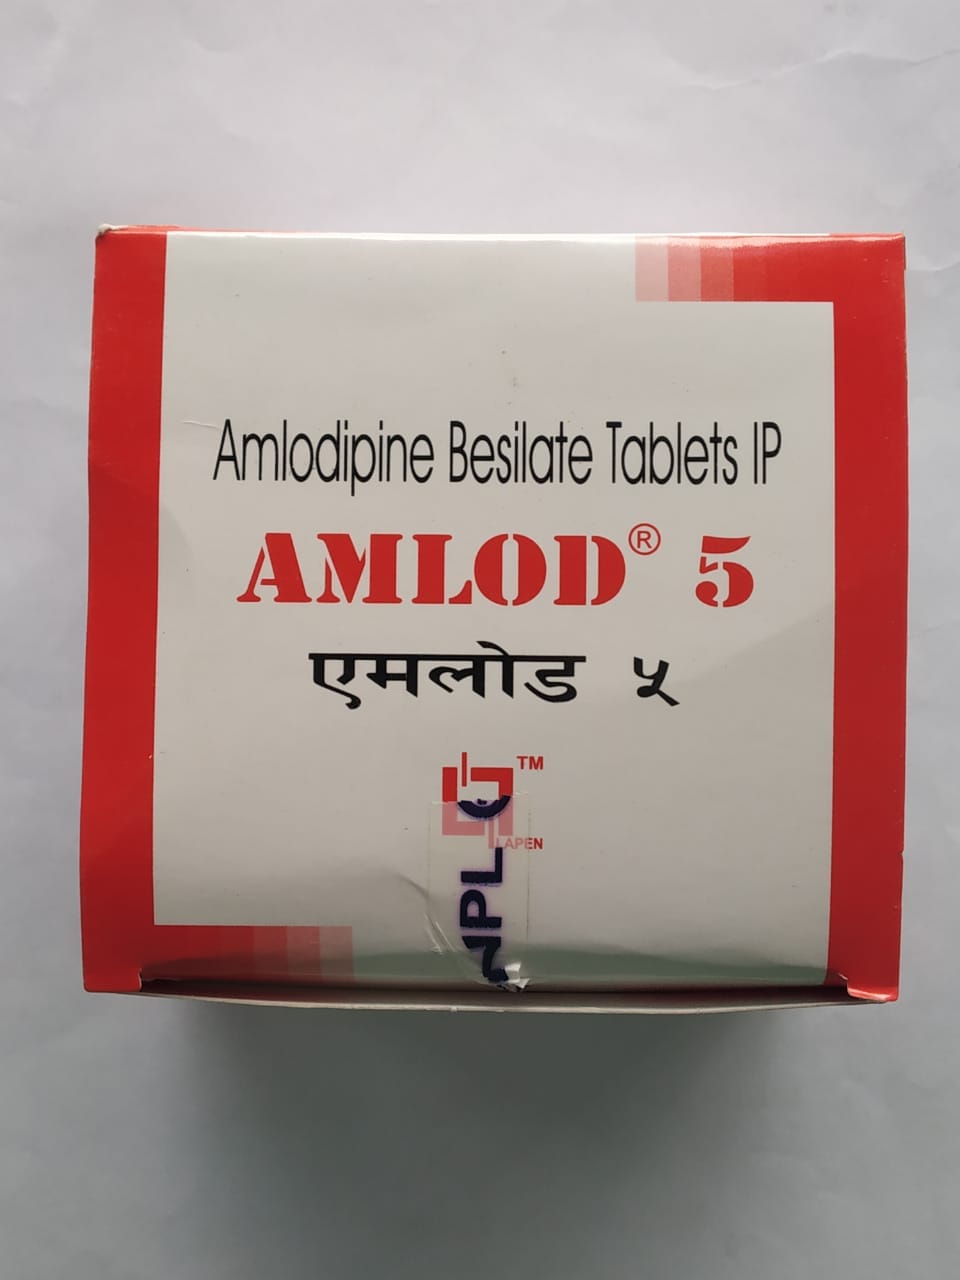 Amlodipine Besilate Tablets IP
AMLOD® 5
एमलोड ५
TM
LAPEN
NPL